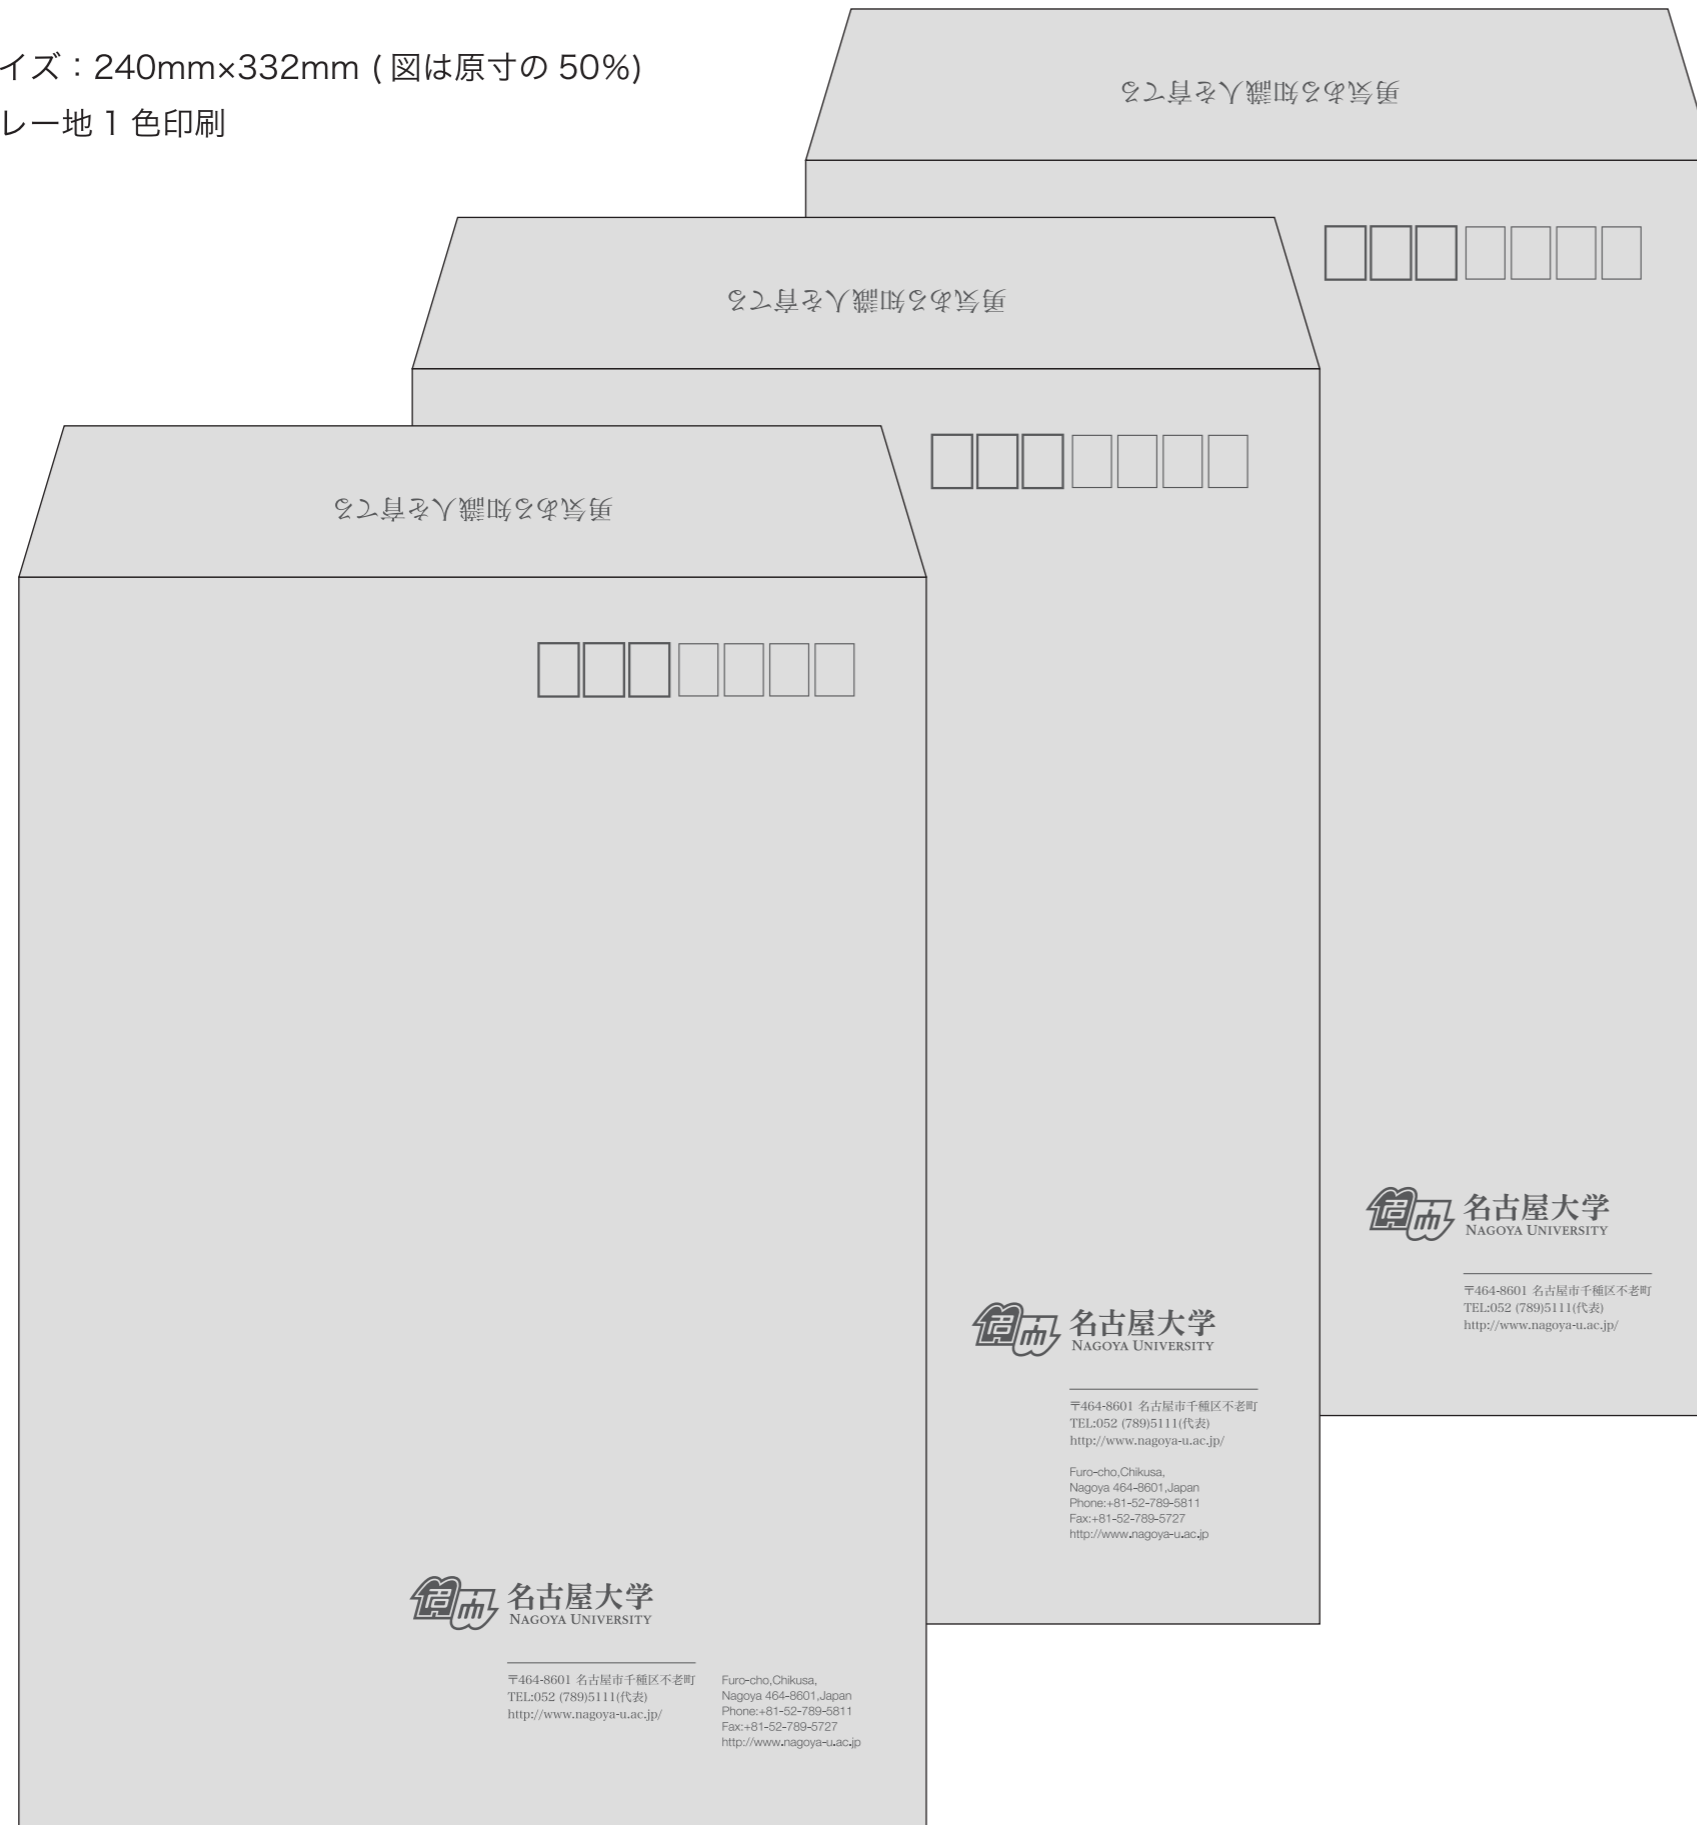 イズ：240mm×332mm ( 図は原寸の 50%)
レー地 1 色印刷
勇気ある知識人を育てる
名古屋大学
NAGOYA UNIVERSITY
〒464-8601 名古屋市千種区不老町
TEL:052 (789)5111(代表)
http://www.nagoya-u.ac.jp/
勇気ある知識人を育てる
名古屋大学
NAGOYA UNIVERSITY
〒464-8601 名古屋市千種区不老町
TEL:052 (789)5111(代表)
http://www.nagoya-u.ac.jp/
Furo-cho,Chikusa,
Nagoya 464-8601,Japan
Phone:+81-52-789-5811
Fax:+81-52-789-5727
http://www.nagoya-u.ac.jp
勇気ある知識人を育てる
名古屋大学
NAGOYA UNIVERSITY
〒464-8601 名古屋市千種区不老町
TEL:052 (789)5111(代表)
http://www.nagoya-u.ac.jp/
Furo-cho,Chikusa,
Nagoya 464-8601,Japan
Phone:+81-52-789-5811
Fax:+81-52-789-5727
http://www.nagoya-u.ac.jp